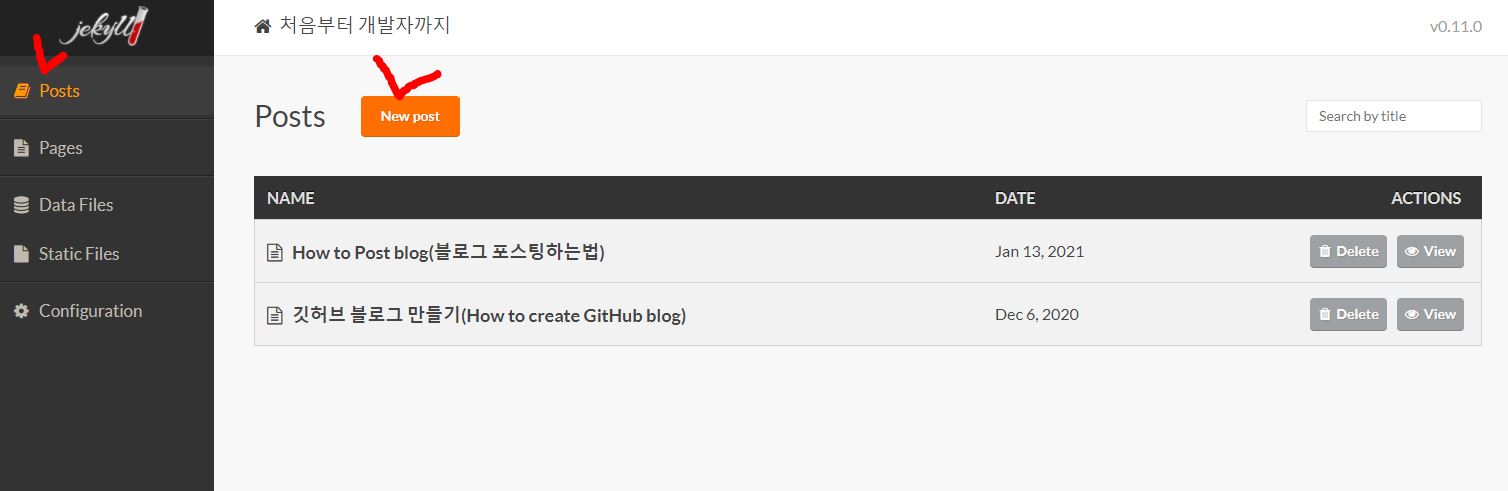 jekyll
처음부터 개발자까지
v0.11.0
Posts
Pages
Data Files
Static Files
Configuration
Posts
New post
Search by title
NAME DATE ACTIONS
How to Post blog(블로그 포스팅하는법) Jan 13, 2021 Delete View
깃허브 블로그 만들기(How to create GitHub blog) Dec 6, 2020 Delete View